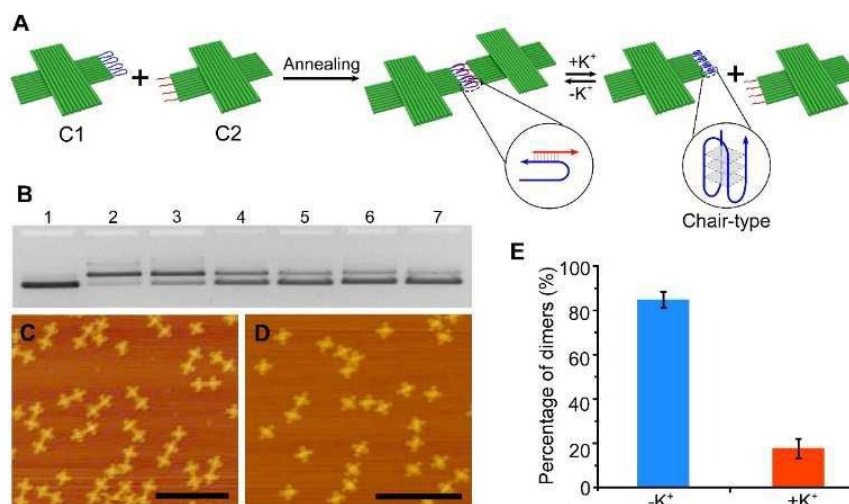 A
C1
+
C2
Annealing
+K⁺
-K⁺
+
Chair-type
B
1 2 3 4 5 6 7
C
D
E
Percentage of dimers (%)
100
80
60
40
20
0
-K⁺
+K⁺